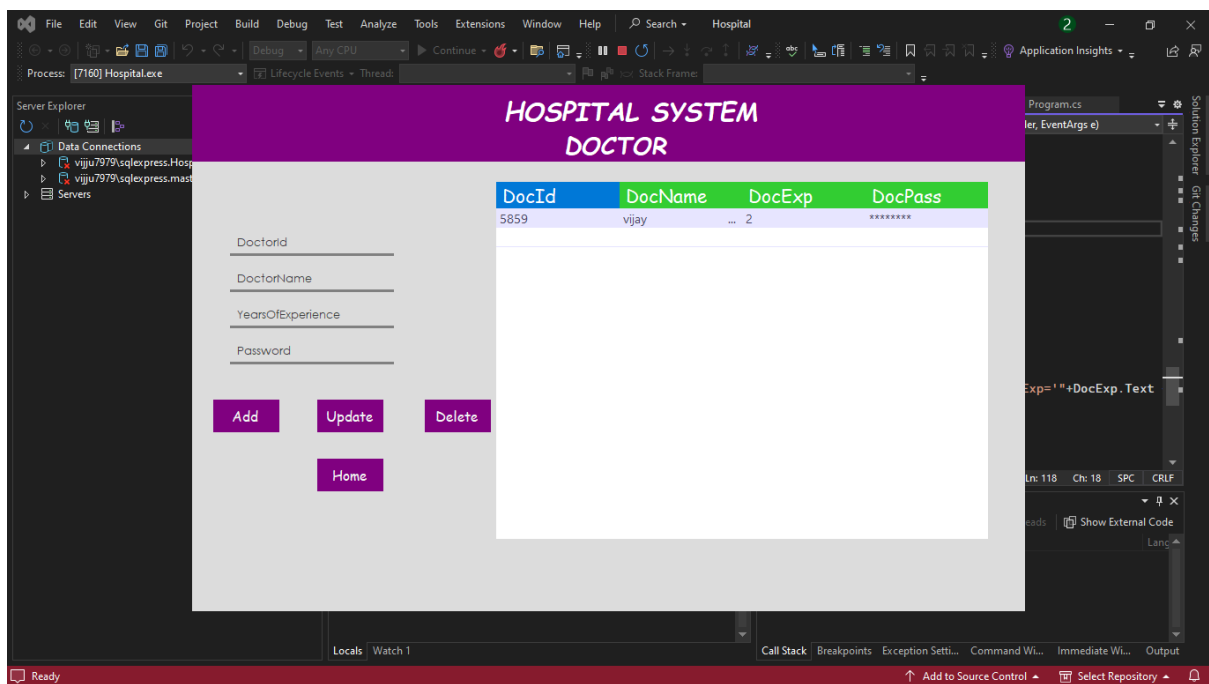 File Edit View Git Project Build Debug Test Analyze Tools Extensions Window Help Search Hospital 2
Debug Any CPU Continue Application Insights
Process: [7160] Hospital.exe Lifecycle Events Thread: Stack Frame:
Server Explorer
Data Connections
vijju7979\sqlexpress.Hosp
vijju7979\sqlexpress.mast
Servers
HOSPITAL SYSTEM
DOCTOR
DocId DocName DocExp DocPass
5859 vijay ... 2 ********
DoctorId
DoctorName
YearsOfExperience
Password
Add Update Delete
Home
Program.cs
ler, EventArgs e)
Exp='"+DocExp.Text
Ln: 118 Ch: 18 SPC CRLF
eads Show External Code
Lang
Solution Explorer
Git Changes
Locals Watch 1
Call Stack Breakpoints Exception Setti... Command Wi... Immediate Wi... Output
Ready Add to Source Control Select Repository